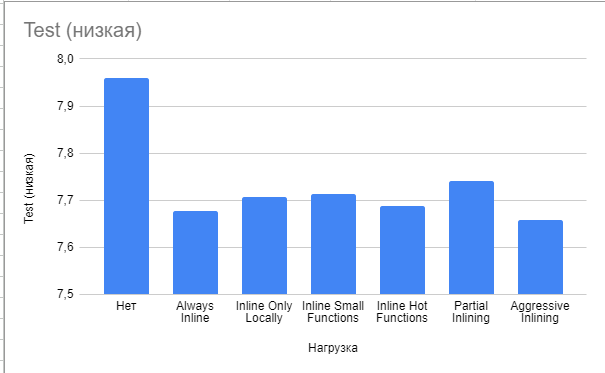 Test (низкая)
8,0
7,9
7,8
7,7
7,6
7,5
Test (низкая)
Нет
Always
Inline
Inline Only
Locally
Inline Small
Functions
Inline Hot
Functions
Partial
Inlining
Aggressive
Inlining
Нагрузка